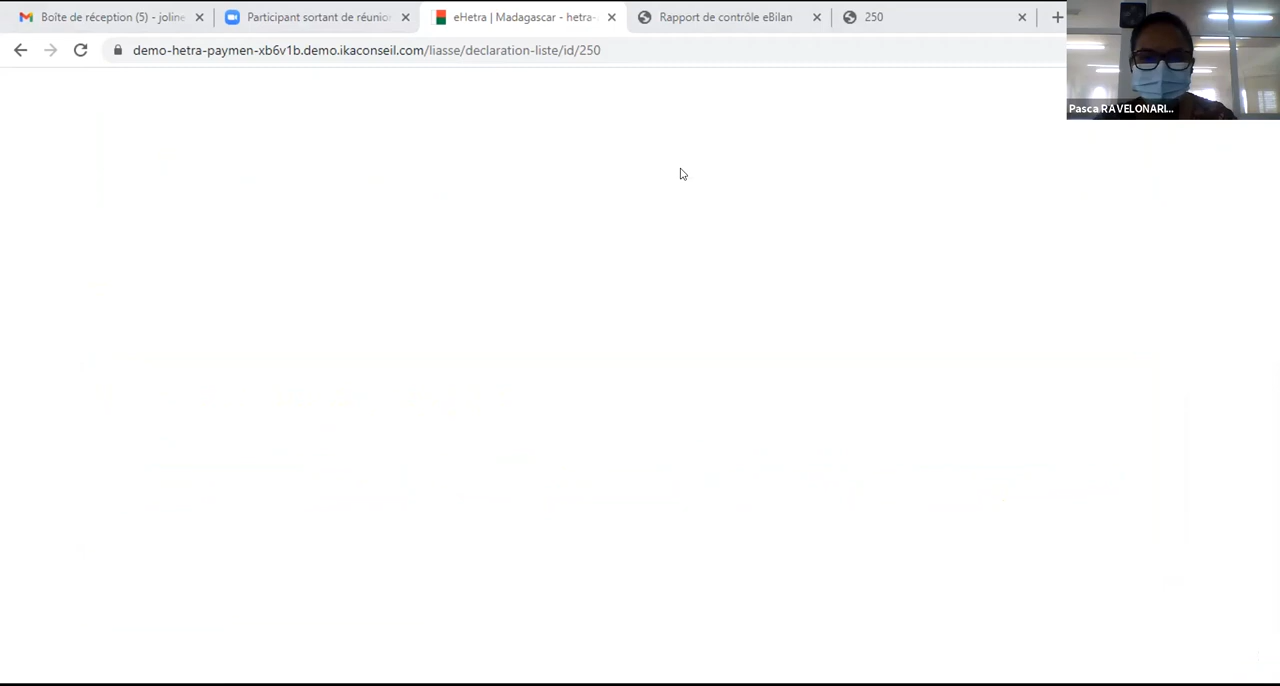 Boîte de réception (5) - joline
Participant sortant de réunion
eHetra | Madagascar - hetra-
Rapport de contrôle eBilan
250
demo-hetra-paymen-xb6v1b.demo.ikaconseil.com/liasse/declaration-liste/id/250
Pasca RAVELONARI...